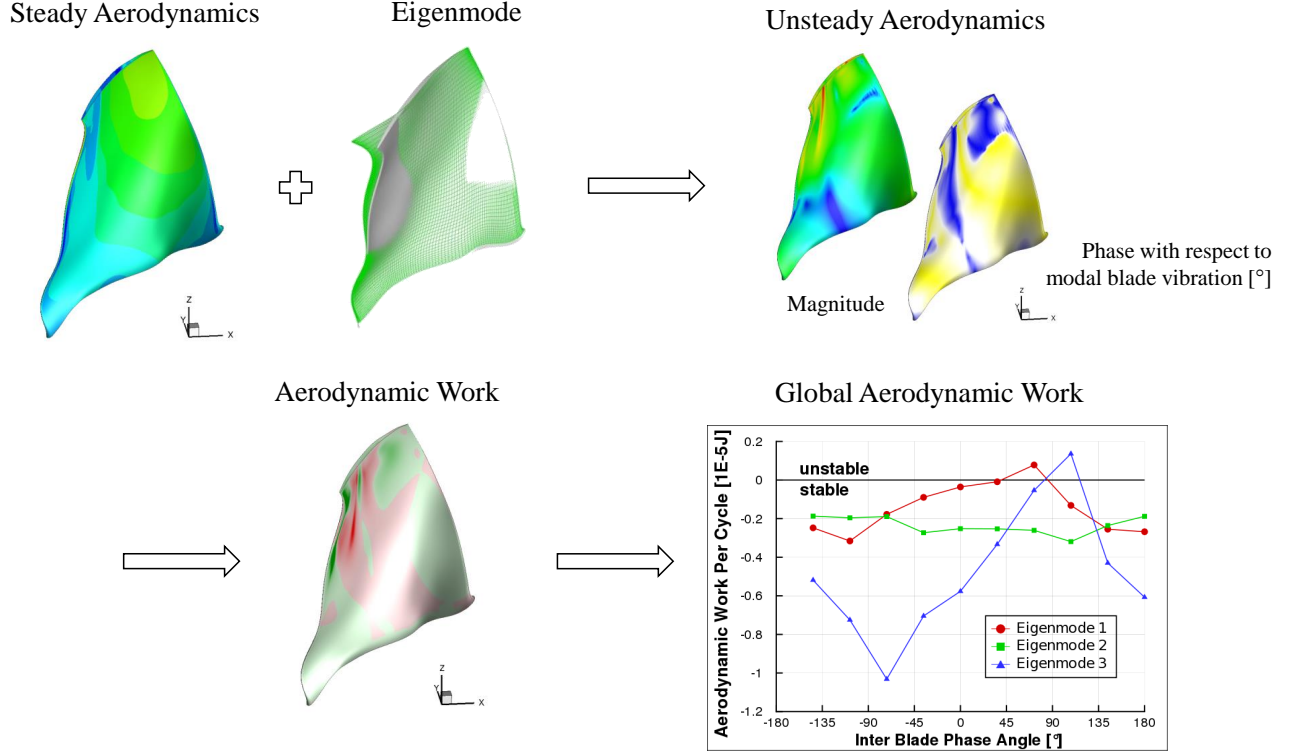 Steady Aerodynamics
Eigenmode
Unsteady Aerodynamics
Z
Y
X
Magnitude
Phase with respect to
modal blade vibration [°]
Z
Y
X
Aerodynamic Work
Z
Y
X
Global Aerodynamic Work
Aerodynamic Work Per Cycle [1E-5J]
0.2
0
-0.2
-0.4
-0.6
-0.8
-1
-1.2
unstable
stable
Eigenmode 1
Eigenmode 2
Eigenmode 3
-180 -135 -90 -45 0 45 90 135 180
Inter Blade Phase Angle [°]